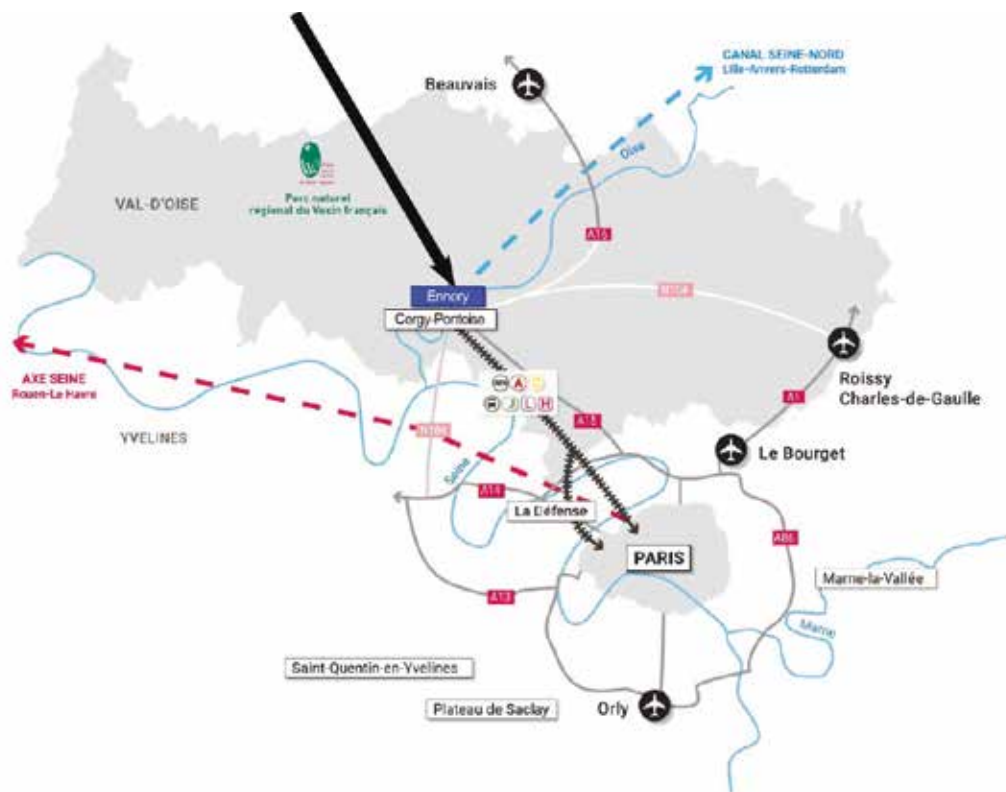 CANAL SEINE-NORD
Lille-Anvers-Rotterdam
Beauvais
Oise
VAL-D'OISE
Parc naturel
régional du Vexin français
A16
Ennery
Cergy-Pontoise
N104
Roissy
Charles-de-Gaulle
AXE SEINE
Rouen-Le Havre
A
J L H
A1
A15
YVELINES
Le Bourget
Seine
A14
La Défense
PARIS
A86
Marne-la-Vallée
A13
Marne
Saint-Quentin-en-Yvelines
Plateau de Saclay
Orly